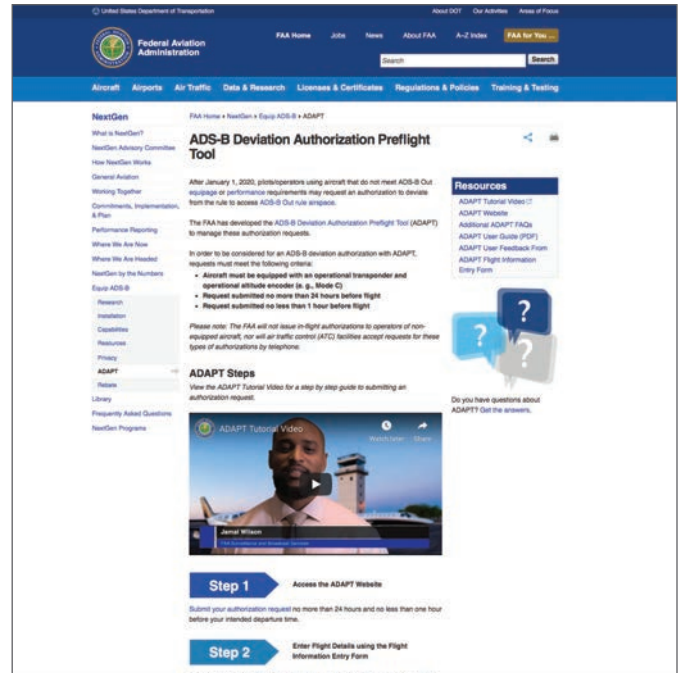 United States Department of Transportation
About DOT Our Activities Areas of Focus
Federal Aviation
Administration
FAA Home Jobs News About FAA A-Z Index FAA for You ...
Search Search
Aircraft Airports Air Traffic Data & Research Licenses & Certificates Regulations & Policies Training & Testing
NextGen
What is NextGen?
NextGen Advisory Committee
How NextGen Works
General Aviation
Working Together
Commitments, Implementation,
& Plan
Performance Reporting
Where We Are Now
Where We Are Headed
NextGen by the Numbers
Equip ADS-B
Research
Installation
Capabilities
Resources
Privacy
ADAPT
Rebate
Library
Frequently Asked Questions
NextGen Programs
FAA Home ▸ NextGen ▸ Equip ADS-B ▸ ADAPT
ADS-B Deviation Authorization Preflight
Tool
After January 1, 2020, pilots/operators using aircraft that do not meet ADS-B Out
equipage or performance requirements may request an authorization to deviate
from the rule to access ADS-B Out rule airspace.
The FAA has developed the ADS-B Deviation Authorization Preflight Tool (ADAPT)
to manage these authorization requests.
In order to be considered for an ADS-B deviation authorization with ADAPT,
requests must meet the following criteria:
• Aircraft must be equipped with an operational transponder and
operational altitude encoder (e. g., Mode C)
• Request submitted no more than 24 hours before flight
• Request submitted no less than 1 hour before flight
Please note: The FAA will not issue in-flight authorizations to operators of non-
equipped aircraft, nor will air traffic control (ATC) facilities accept requests for these
types of authorizations by telephone.
ADAPT Steps
View the ADAPT Tutorial Video for a step by step guide to submitting an
authorization request.
ADAPT Tutorial Video
Watch later Share
Jamal Wilson
FAA Surveillance and Broadcast Services
Step 1 Access the ADAPT Website
Submit your authorization request no more than 24 hours and no less than one hour
before your intended departure time.
Step 2 Enter Flight Details using the Flight
Information Entry Form
Resources
ADAPT Tutorial Video
ADAPT Website
Additional ADAPT FAQs
ADAPT User Guide (PDF)
ADAPT User Feedback From
ADAPT Flight Information
Entry Form
? ?
?
Do you have questions about
ADAPT? Get the answers.